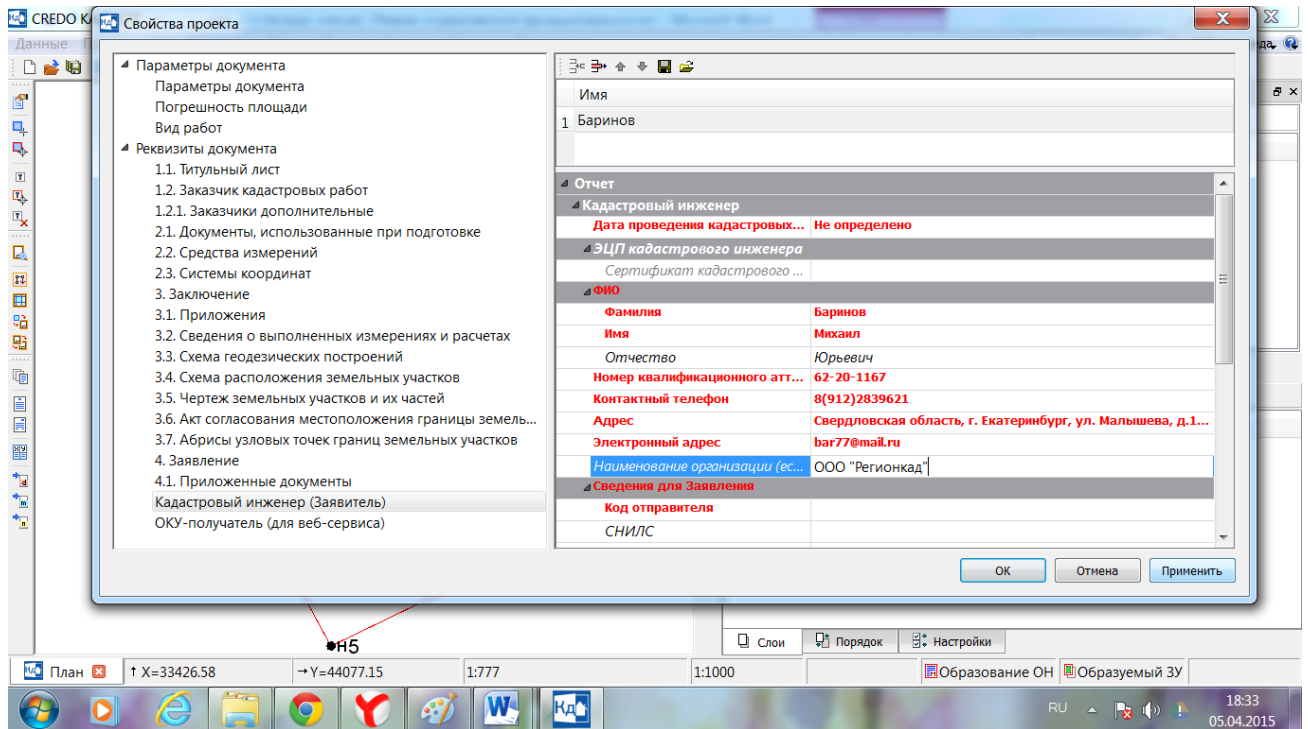 CREDO К
Свойства проекта
Данные П
да,
Параметры документа
Параметры документа
Погрешность площади
Вид работ
Реквизиты документа
1.1. Титульный лист
1.2. Заказчик кадастровых работ
1.2.1. Заказчики дополнительные
2.1. Документы, использованные при подготовке
2.2. Средства измерений
2.3. Системы координат
3. Заключение
3.1. Приложения
3.2. Сведения о выполненных измерениях и расчетах
3.3. Схема геодезических построений
3.4. Схема расположения земельных участков
3.5. Чертеж земельных участков и их частей
3.6. Акт согласования местоположения границы земель...
3.7. Абрисы узловых точек границ земельных участков
4. Заявление
4.1. Приложенные документы
Кадастровый инженер (Заявитель)
ОКУ-получатель (для веб-сервиса)
Имя
1 Баринов
Отчет
Кадастровый инженер
Дата проведения кадастровых... Не определено
ЭЦП кадастрового инженера
Сертификат кадастрового ...
ФИО
Фамилия Баринов
Имя Михаил
Отчество Юрьевич
Номер квалификационного атт... 62-20-1167
Контактный телефон 8(912)2839621
Адрес Свердловская область, г. Екатеринбург, ул. Малышева, д.1...
Электронный адрес bar77@mail.ru
Наименование организации (ес... ООО "Регионкад"
Сведения для Заявления
Код отправителя
СНИЛС
ОК Отмена Применить
н5
Слои Порядок Настройки
План X=33426.58 Y=44077.15 1:777 1:1000 Образование ОН Образуемый ЗУ
RU 18:33
05.04.2015